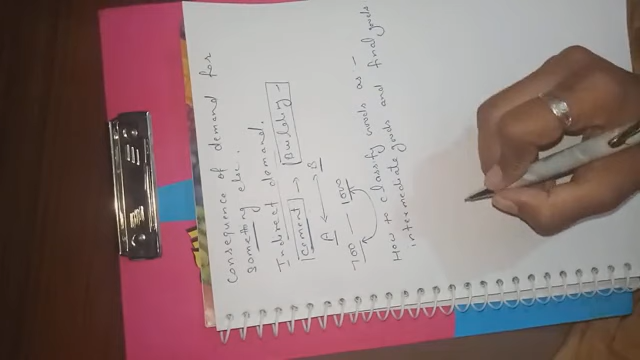 Consequence of demand for
something else.
Indirect demand.
Cement → Building
A ← → B
700 — 1000
How to classify goods as -
intermediate goods and final goods